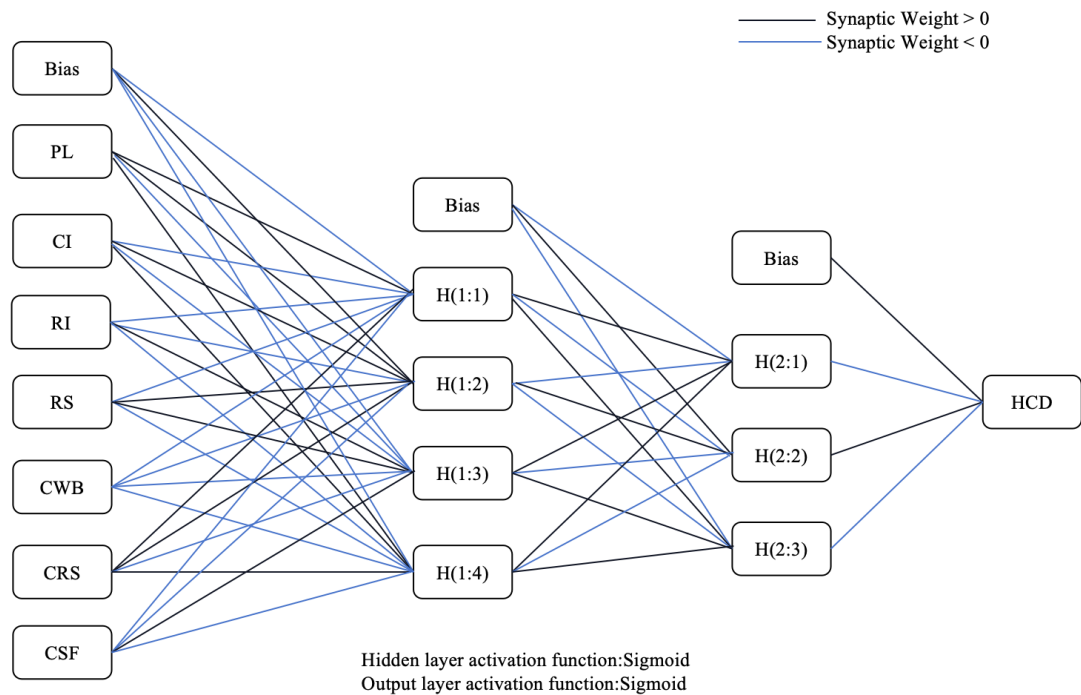 Synaptic Weight > 0
Synaptic Weight < 0
Bias
PL
CI
RI
RS
CWB
CRS
CSF
Bias
H(1:1)
H(1:2)
H(1:3)
H(1:4)
Bias
H(2:1)
H(2:2)
H(2:3)
HCD
Hidden layer activation function:Sigmoid
Output layer activation function:Sigmoid